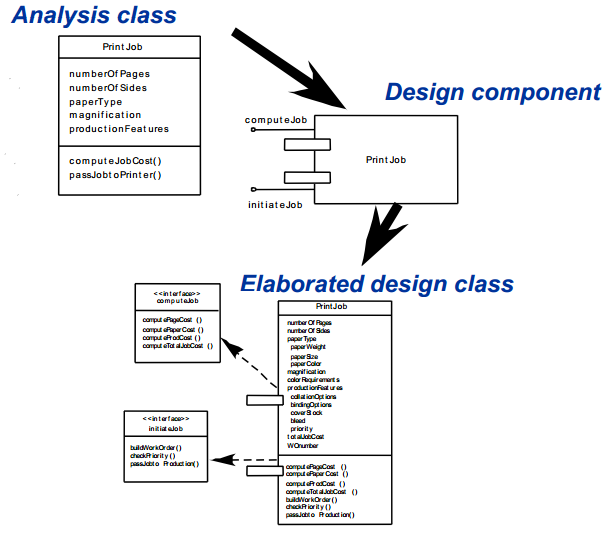 Analysis class
PrintJob
numberOfPages
numberOfSides
paperType
magnification
productionFeatures
computeJobCost()
passJobtoPrinter()
Design component
computeJob
PrintJob
initiateJob
Elaborated design class
<<interface>>
computeJob
computePageCost ()
computePaperCost ()
computeProdCost ()
computeTotalJobCost ()
PrintJob
numberOfPages
numberOfSides
paperType
paperWeight
paperSize
paperColor
magnification
colorRequirements
productionFeatures
collationOptions
bindingOptions
coverStock
bleed
priority
totalJobCost
WOnumber
<<interface>>
initiateJob
buildWorkOrder()
checkPriority ()
passJobto Production()
computePageCost ()
computePaperCost ()
computeProdCost ()
computeTotalJobCost ()
buildWorkOrder()
checkPriority ()
passJobto Production()